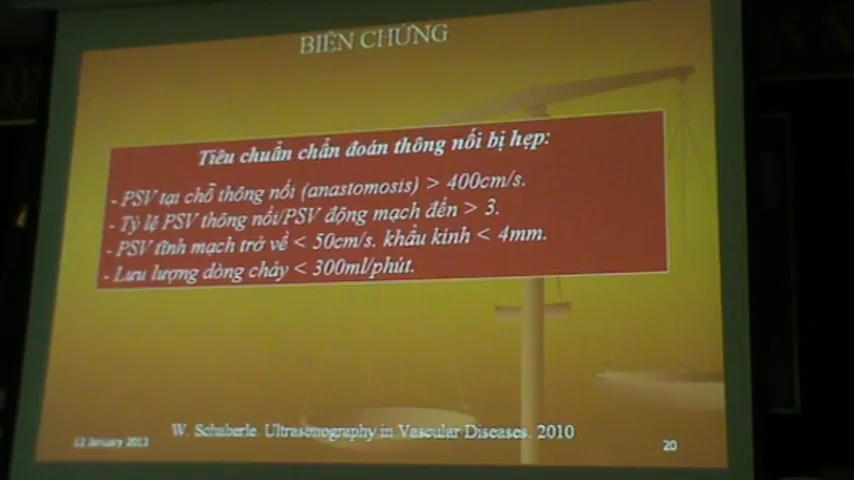 BIẾN CHỨNG
Tiêu chuẩn chẩn đoán thông nối bị hẹp:
- PSV tại chỗ thông nối (anastomosis) > 400cm/s.
- Tỷ lệ PSV thông nối/PSV động mạch đến > 3.
- PSV tĩnh mạch trở về < 50cm/s. khẩu kính < 4mm.
- Lưu lượng dòng chảy < 300ml/phút.
W. Schaberle. Ultrasonography in Vascular Diseases. 2010
12 January 2013
20